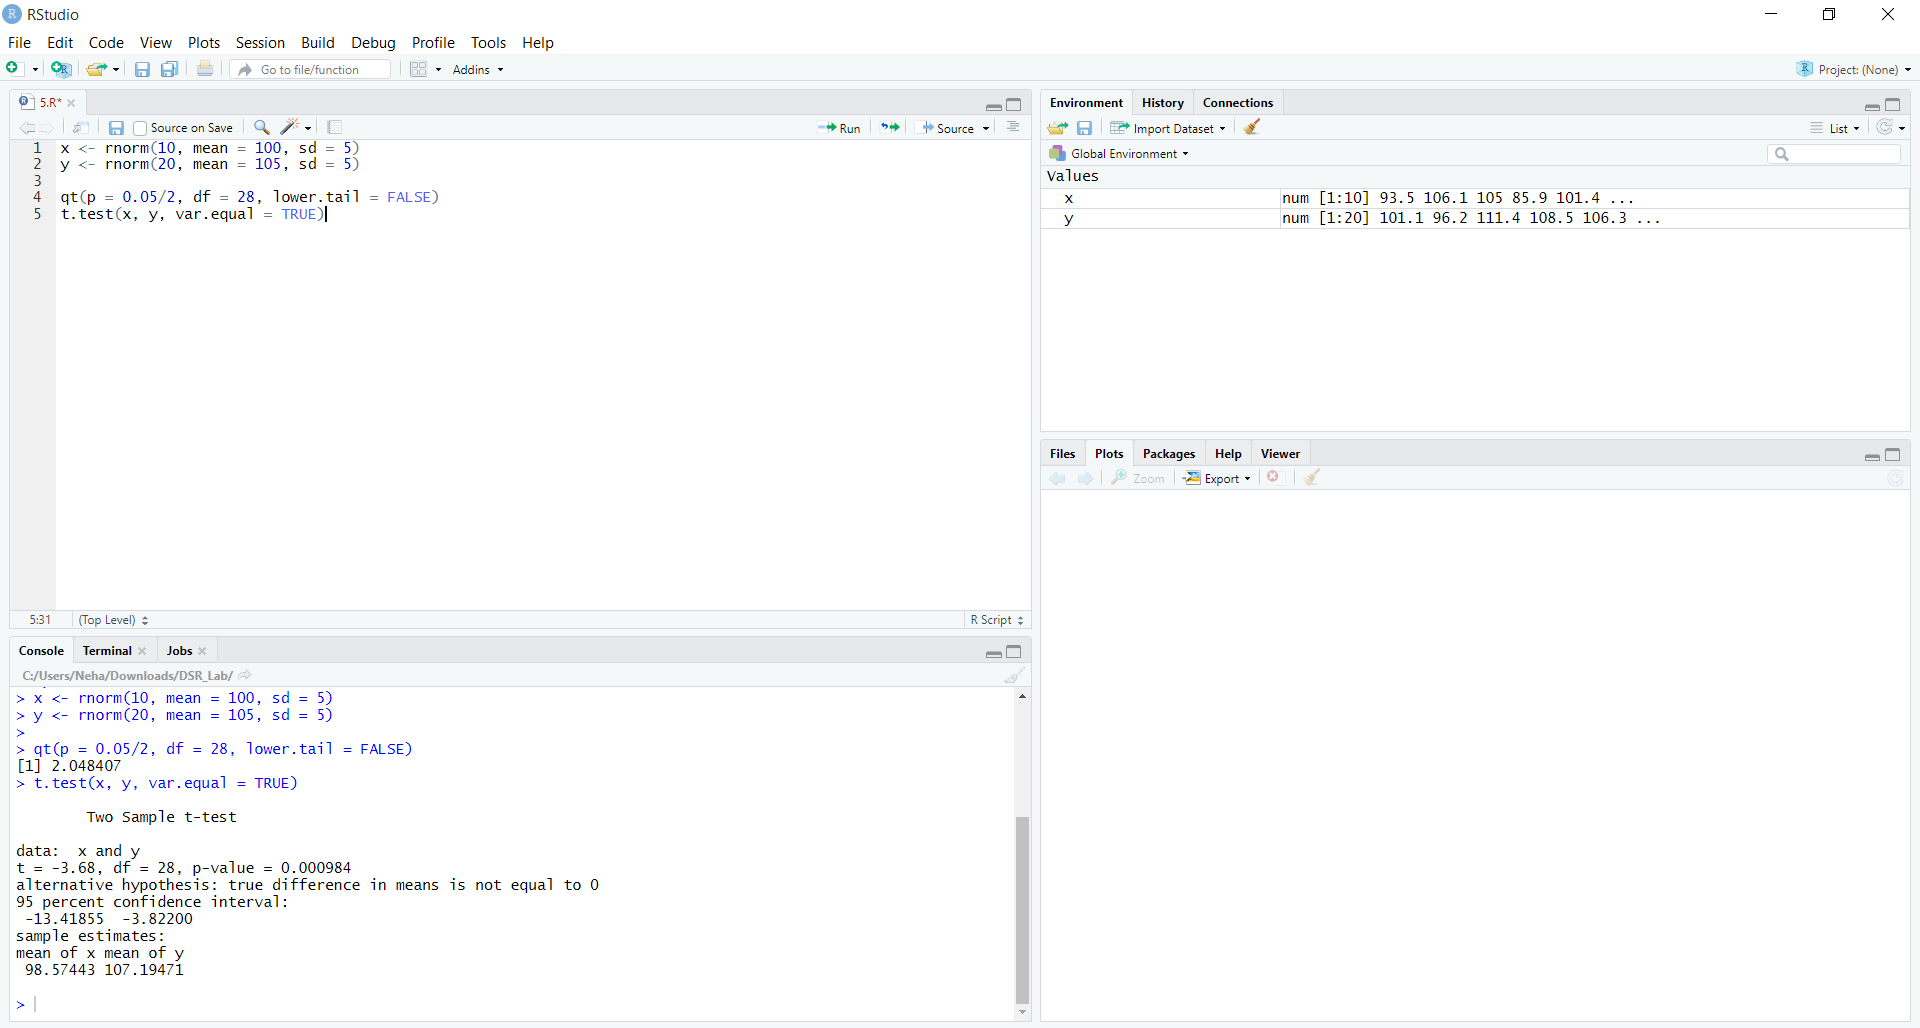 RStudio
File Edit Code View Plots Session Build Debug Profile Tools Help
Go to file/function Addins Project: (None)
5.R*
Source on Save Run Source
1 x <- rnorm(10, mean = 100, sd = 5)
2 y <- rnorm(20, mean = 105, sd = 5)
3
4 qt(p = 0.05/2, df = 28, lower.tail = FALSE)
5 t.test(x, y, var.equal = TRUE)
5:31 (Top Level) R Script
Console Terminal Jobs
C:/Users/Neha/Downloads/DSR_Lab/
> x <- rnorm(10, mean = 100, sd = 5)
> y <- rnorm(20, mean = 105, sd = 5)
>
> qt(p = 0.05/2, df = 28, lower.tail = FALSE)
[1] 2.048407
> t.test(x, y, var.equal = TRUE)
Two Sample t-test
data: x and y
t = -3.68, df = 28, p-value = 0.000984
alternative hypothesis: true difference in means is not equal to 0
95 percent confidence interval:
-13.41855 -3.82200
sample estimates:
mean of x mean of y
98.57443 107.19471
>
Environment History Connections
Import Dataset List
Global Environment
Values
x num [1:10] 93.5 106.1 105 85.9 101.4 ...
y num [1:20] 101.1 96.2 111.4 108.5 106.3 ...
Files Plots Packages Help Viewer
Zoom Export